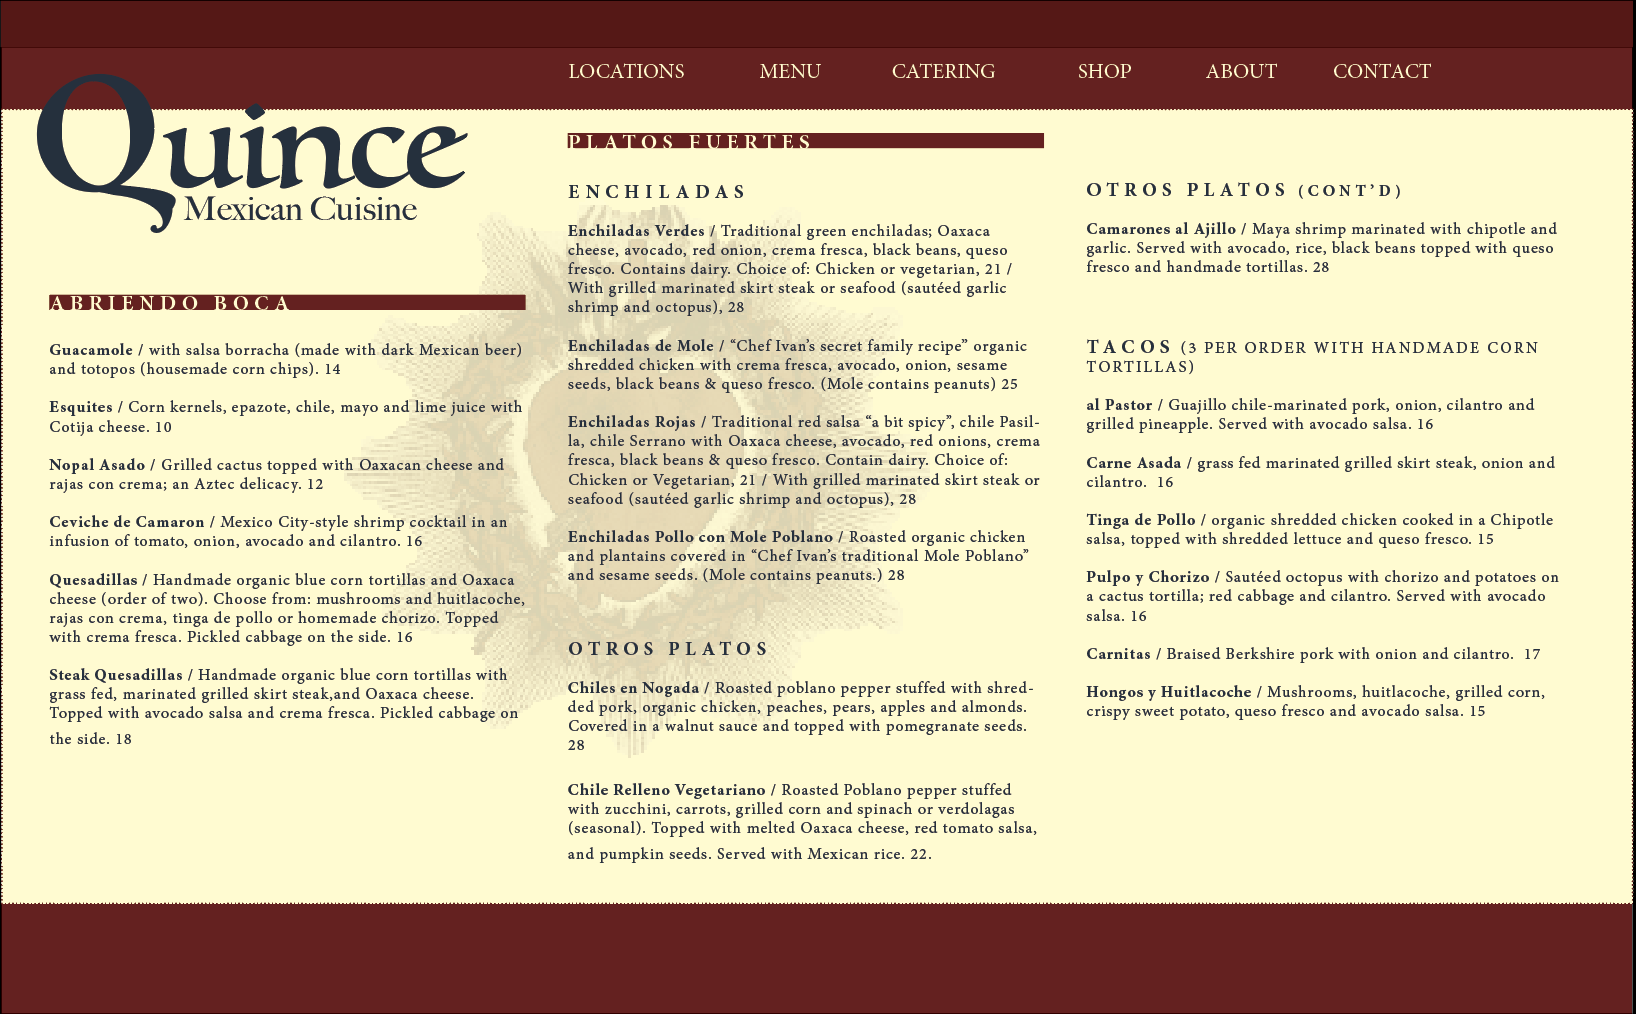 LOCATIONS MENU CATERING SHOP ABOUT CONTACT
Quince
Mexican Cuisine
ABRIENDO BOCA
Guacamole / with salsa borracha (made with dark Mexican beer)
and totopos (housemade corn chips). 14
Esquites / Corn kernels, epazote, chile, mayo and lime juice with
Cotija cheese. 10
Nopal Asado / Grilled cactus topped with Oaxacan cheese and
rajas con crema; an Aztec delicacy. 12
Ceviche de Camaron / Mexico City-style shrimp cocktail in an
infusion of tomato, onion, avocado and cilantro. 16
Quesadillas / Handmade organic blue corn tortillas and Oaxaca
cheese (order of two). Choose from: mushrooms and huitlacoche,
rajas con crema, tinga de pollo or homemade chorizo. Topped
with crema fresca. Pickled cabbage on the side. 16
Steak Quesadillas / Handmade organic blue corn tortillas with
grass fed, marinated grilled skirt steak,and Oaxaca cheese.
Topped with avocado salsa and crema fresca. Pickled cabbage on
the side. 18
PLATOS FUERTES
ENCHILADAS
Enchiladas Verdes / Traditional green enchiladas; Oaxaca
cheese, avocado, red onion, crema fresca, black beans, queso
fresco. Contains dairy. Choice of: Chicken or vegetarian, 21 /
With grilled marinated skirt steak or seafood (sautéed garlic
shrimp and octopus), 28
Enchiladas de Mole / “Chef Ivan’s secret family recipe” organic
shredded chicken with crema fresca, avocado, onion, sesame
seeds, black beans & queso fresco. (Mole contains peanuts) 25
Enchiladas Rojas / Traditional red salsa “a bit spicy”, chile Pasil-
la, chile Serrano with Oaxaca cheese, avocado, red onions, crema
fresca, black beans & queso fresco. Contain dairy. Choice of:
Chicken or Vegetarian, 21 / With grilled marinated skirt steak or
seafood (sautéed garlic shrimp and octopus), 28
Enchiladas Pollo con Mole Poblano / Roasted organic chicken
and plantains covered in “Chef Ivan’s traditional Mole Poblano”
and sesame seeds. (Mole contains peanuts.) 28
OTROS PLATOS
Chiles en Nogada / Roasted poblano pepper stuffed with shred-
ded pork, organic chicken, peaches, pears, apples and almonds.
Covered in a walnut sauce and topped with pomegranate seeds.
28
Chile Relleno Vegetariano / Roasted Poblano pepper stuffed
with zucchini, carrots, grilled corn and spinach or verdolagas
(seasonal). Topped with melted Oaxaca cheese, red tomato salsa,
and pumpkin seeds. Served with Mexican rice. 22.
OTROS PLATOS (CONT’D)
Camarones al Ajillo / Maya shrimp marinated with chipotle and
garlic. Served with avocado, rice, black beans topped with queso
fresco and handmade tortillas. 28
TACOS (3 PER ORDER WITH HANDMADE CORN
TORTILLAS)
al Pastor / Guajillo chile-marinated pork, onion, cilantro and
grilled pineapple. Served with avocado salsa. 16
Carne Asada / grass fed marinated grilled skirt steak, onion and
cilantro. 16
Tinga de Pollo / organic shredded chicken cooked in a Chipotle
salsa, topped with shredded lettuce and queso fresco. 15
Pulpo y Chorizo / Sautéed octopus with chorizo and potatoes on
a cactus tortilla; red cabbage and cilantro. Served with avocado
salsa. 16
Carnitas / Braised Berkshire pork with onion and cilantro. 17
Hongos y Huitlacoche / Mushrooms, huitlacoche, grilled corn,
crispy sweet potato, queso fresco and avocado salsa. 15